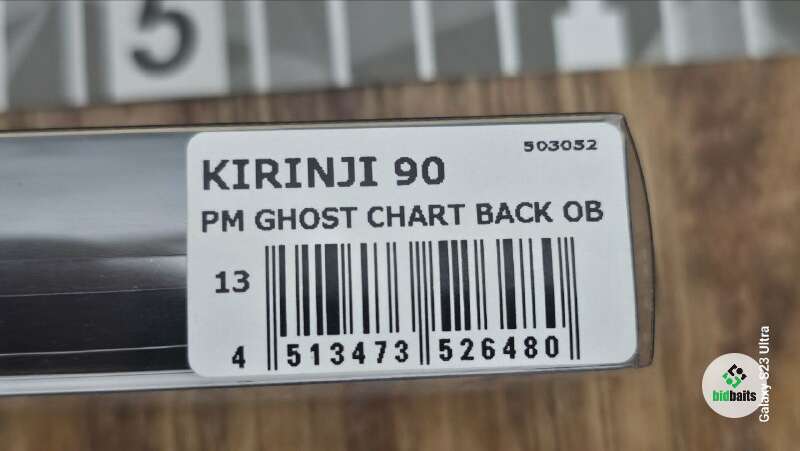 5
503052
KIRINJI 90
PM GHOST CHART BACK OB
13
4 513473 526480
bidbaits
Galaxy S23 Ultra